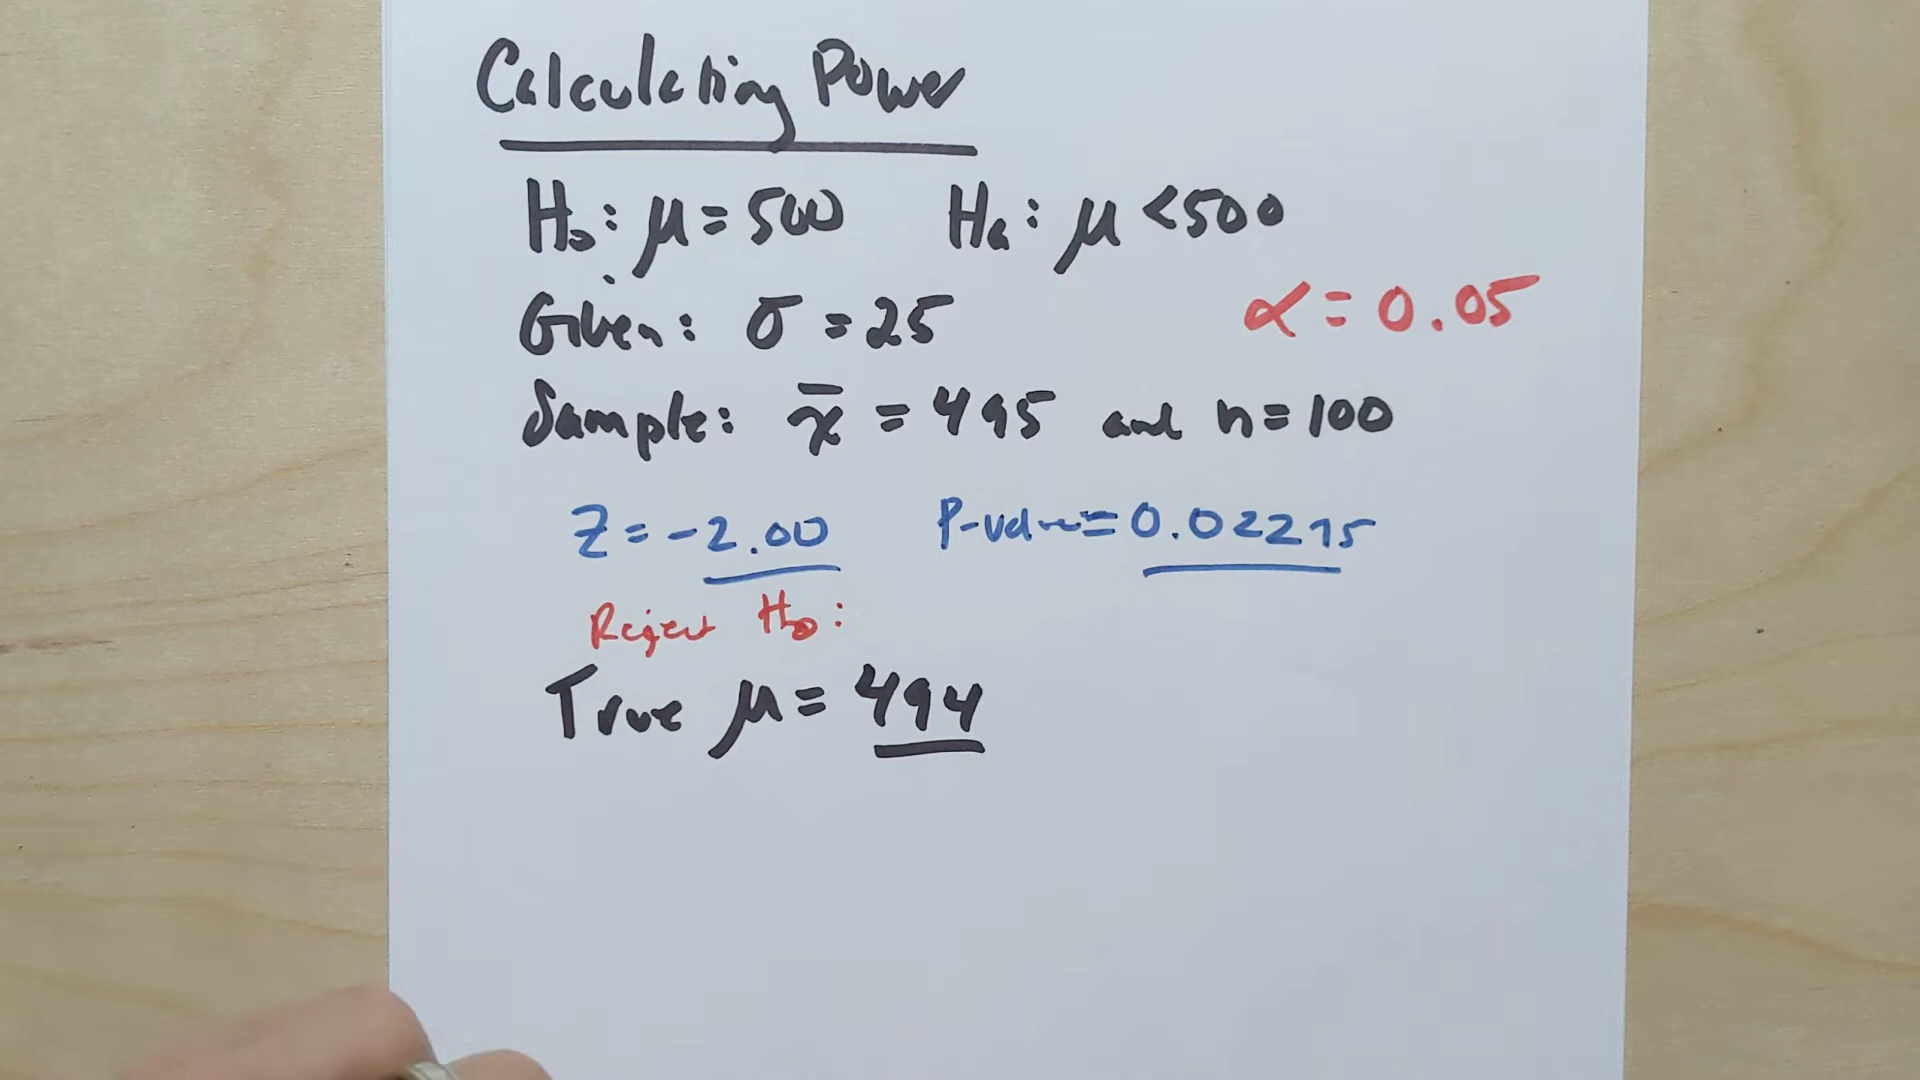 Calculating Power
H₀: μ = 500 Ha: μ < 500
Given: σ = 25 α = 0.05
Sample: x̄ = 495 and n = 100
Z = -2.00 P-value = 0.02275
Reject H₀:
True μ = 494